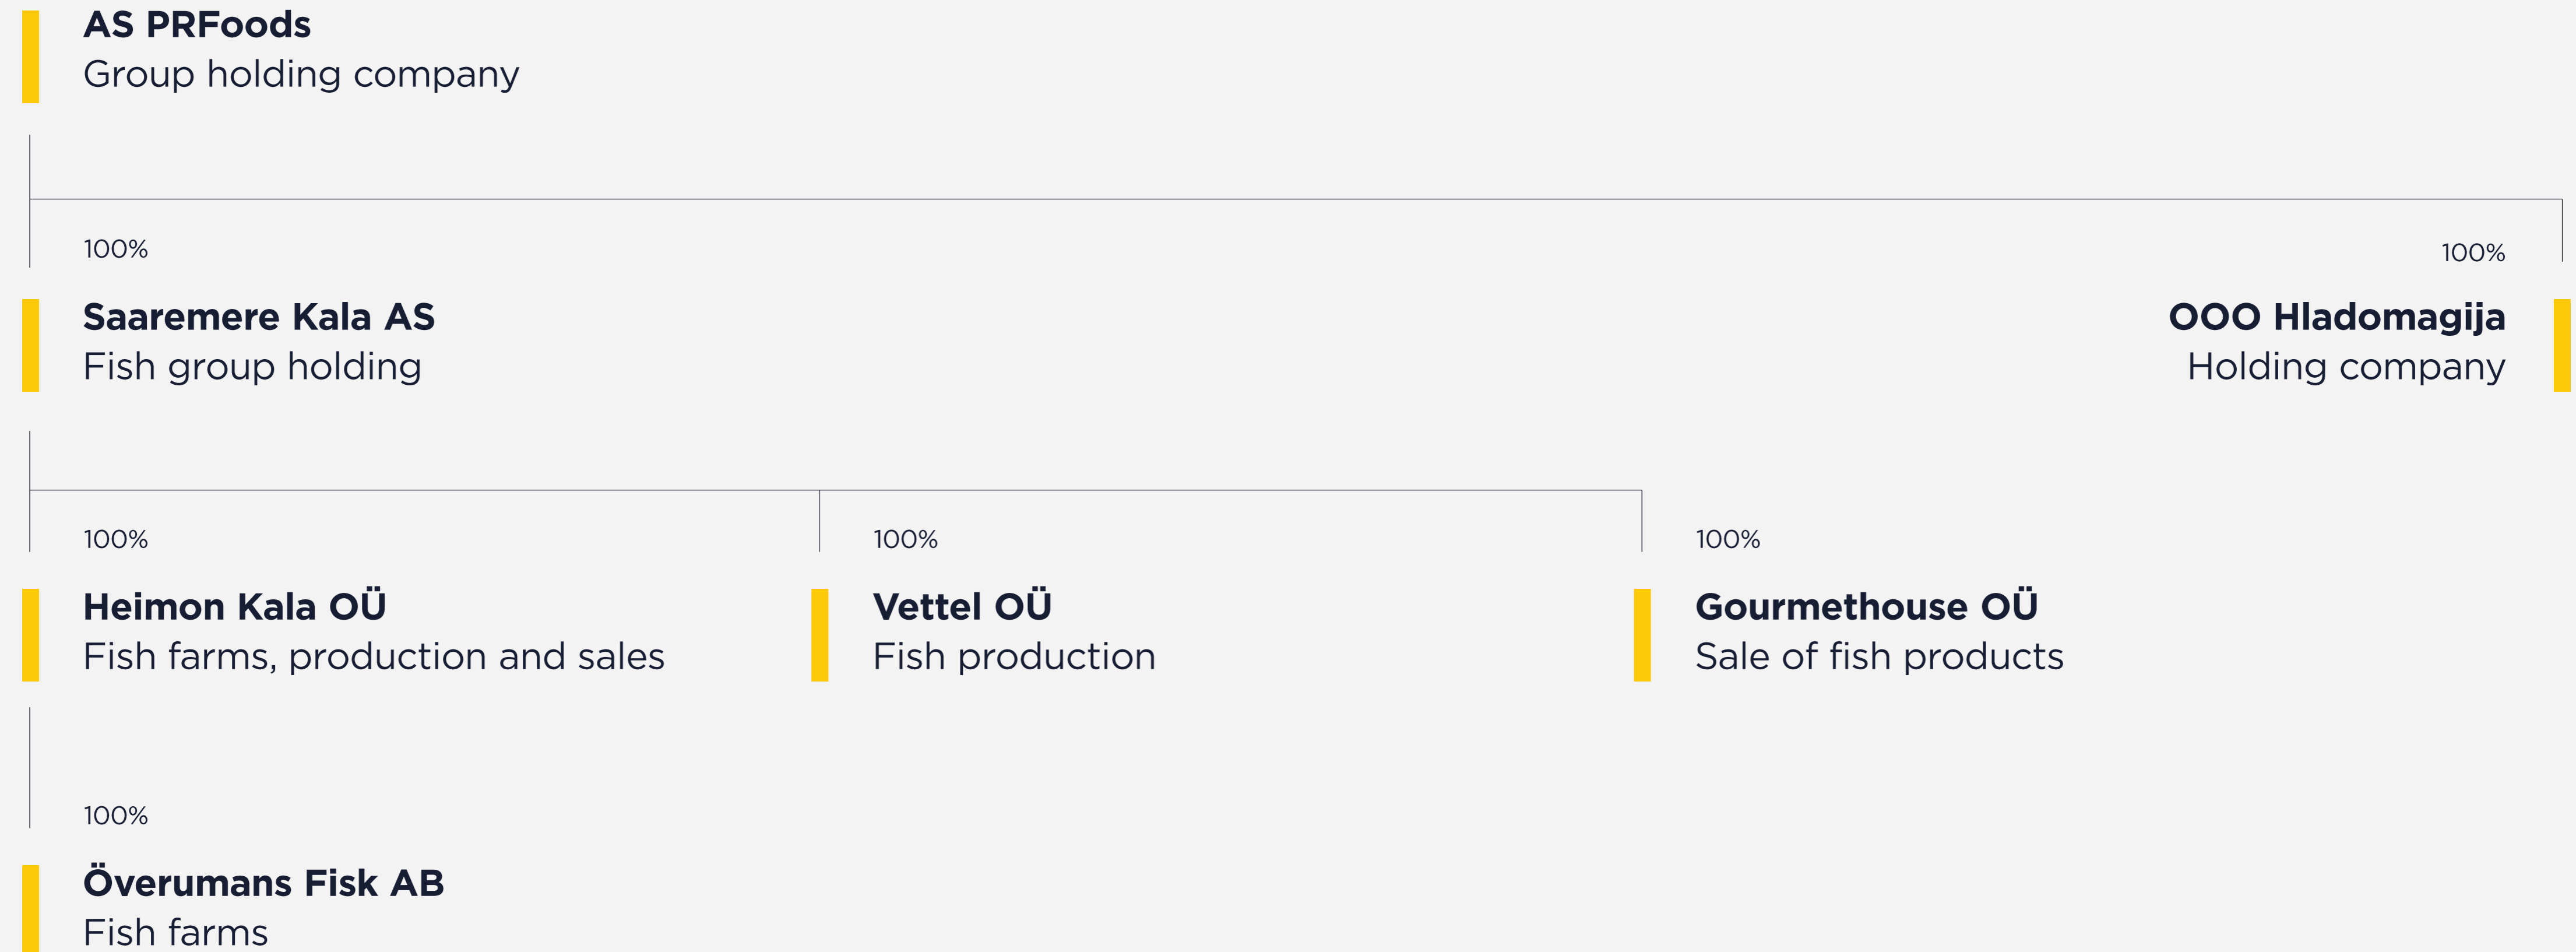 AS PRFoods
Group holding company
100%
100%
Saaremere Kala AS
Fish group holding
OOO Hladomagija
Holding company
100%
100%
100%
Heimon Kala OÜ
Fish farms, production and sales
Vettel OÜ
Fish production
Gourmethouse OÜ
Sale of fish products
100%
Överumans Fisk AB
Fish farms